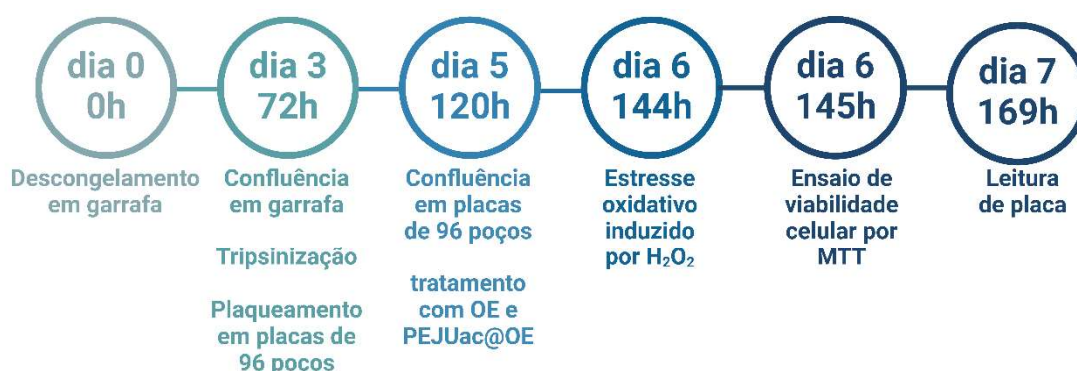 dia 0
0h
Descongelamento
em garrafa
dia 3
72h
Confluência
em garrafa
Tripsinização
Plaqueamento
em placas de
96 poços
dia 5
120h
Confluência
em placas
de 96 poços
tratamento
com OE e
PEJUac@OE
dia 6
144h
Estresse
oxidativo
induzido
por H₂O₂
dia 6
145h
Ensaio de
viabilidade
celular por
MTT
dia 7
169h
Leitura
de placa